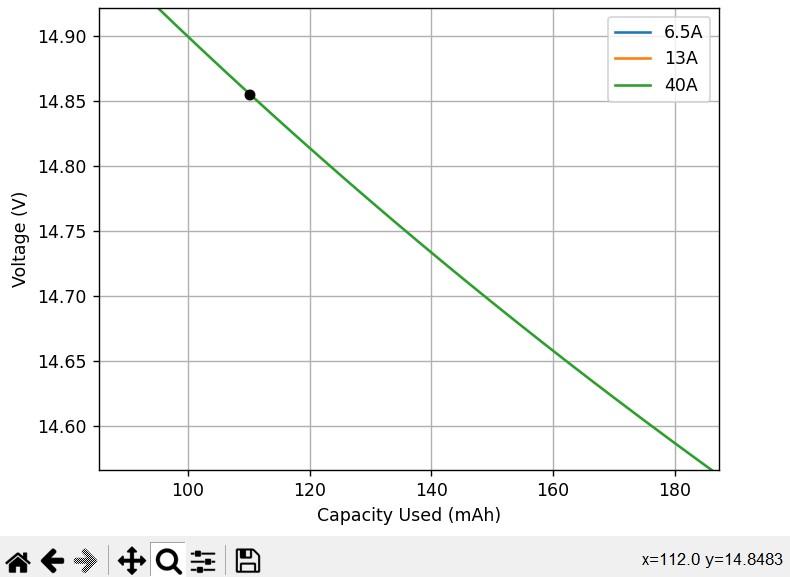 6.5A
13A
40A
14.90
14.85
14.80
14.75
14.70
14.65
14.60
Voltage (V)
100 120 140 160 180
Capacity Used (mAh)
x=112.0 y=14.8483